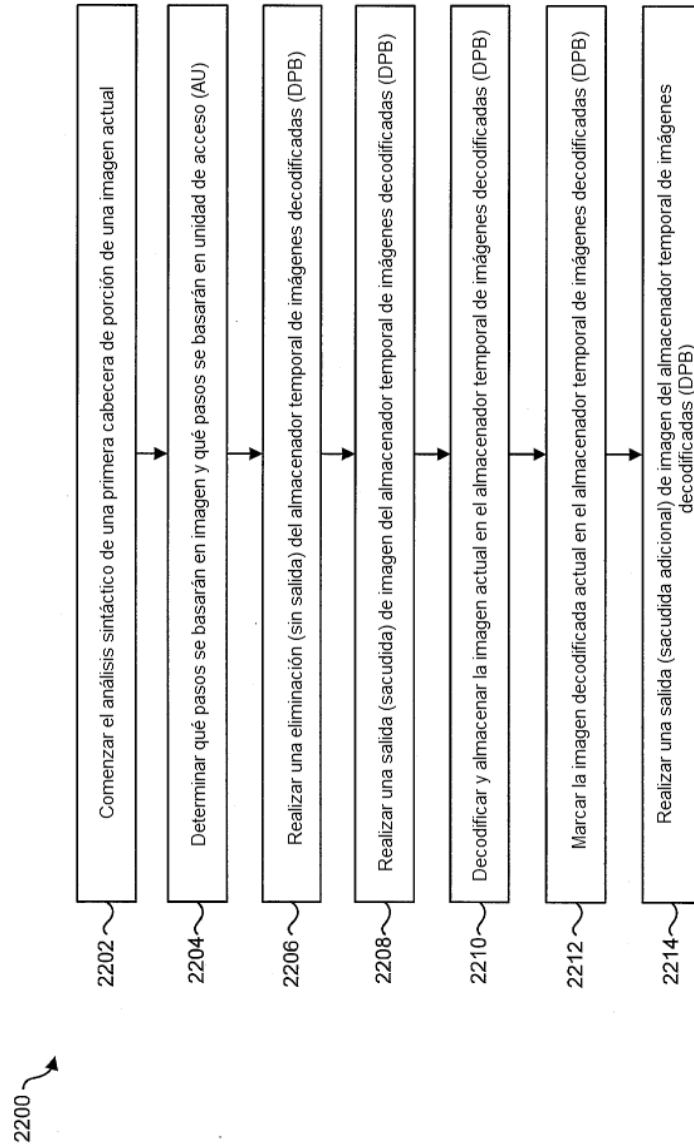 2200
2202
Comenzar el análisis sintáctico de una primera cabecera de porción de una imagen actual
2204
Determinar qué pasos se basarán en imagen y qué pasos se basarán en unidad de acceso (AU)
2206
Realizar una eliminación (sin salida) del almacenador temporal de imágenes decodificadas (DPB)
2208
Realizar una salida (sacudida) de imagen del almacenador temporal de imágenes decodificadas (DPB)
2210
Decodificar y almacenar la imagen actual en el almacenador temporal de imágenes decodificadas (DPB)
2212
Marcar la imagen decodificada actual en el almacenador temporal de imágenes decodificadas (DPB)
2214
Realizar una salida (sacudida adicional) de imagen del almacenador temporal de imágenes
decodificadas (DPB)